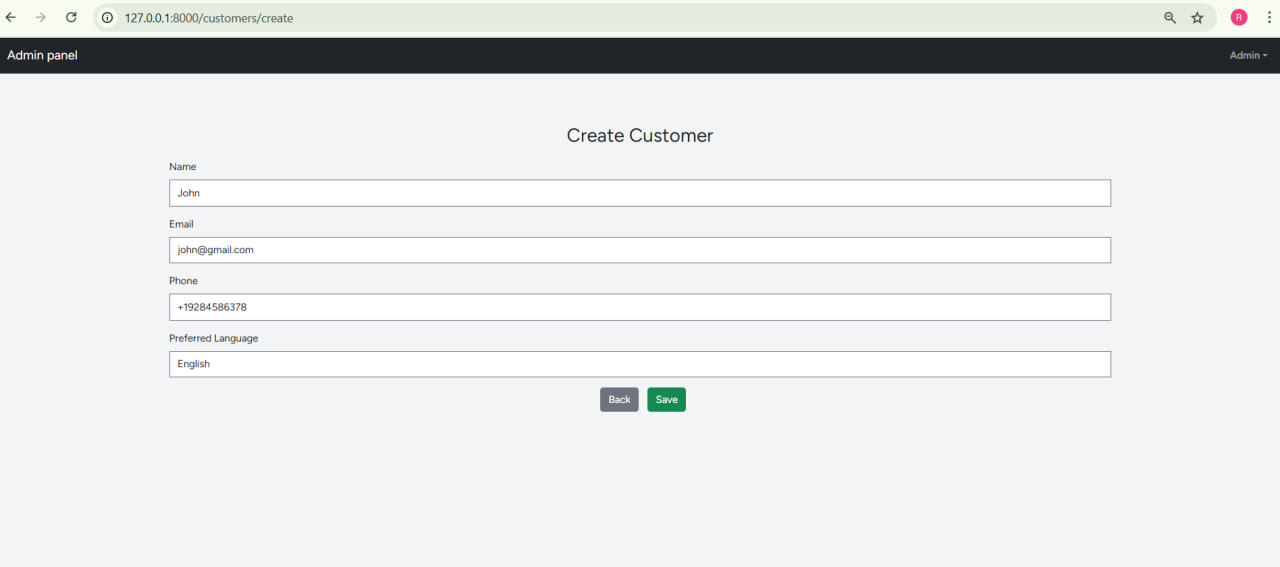 127.0.0.1:8000/customers/create
R
Admin panel
Admin
Create Customer
Name
John
Email
john@gmail.com
Phone
+19284586378
Preferred Language
English
Back Save